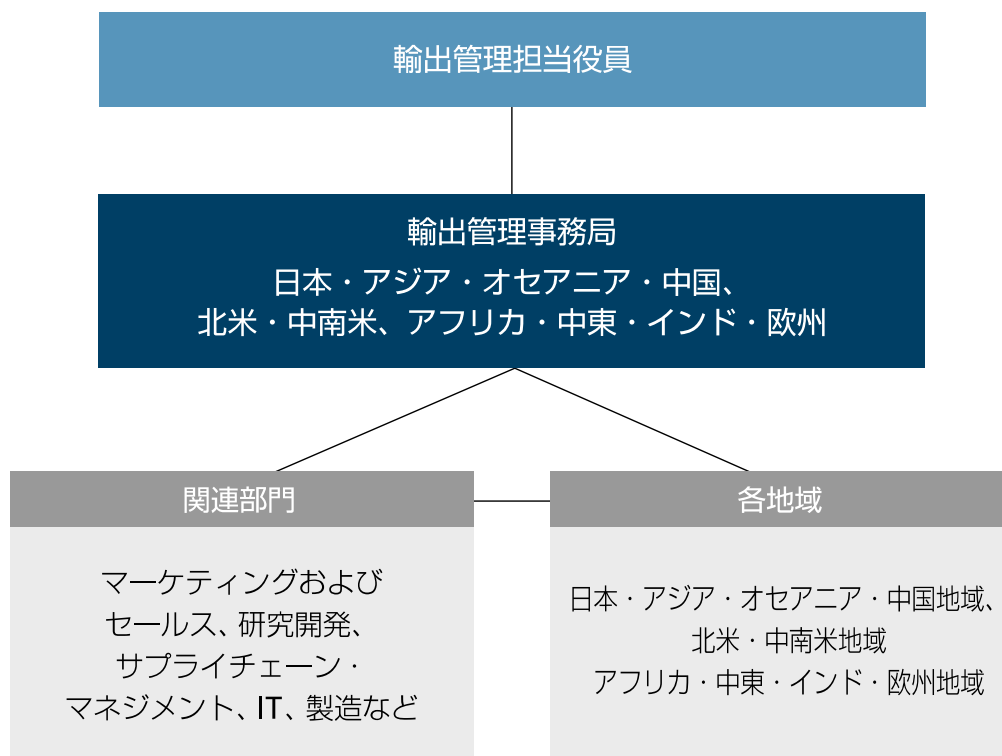 輸出管理担当役員
輸出管理事務局
日本・アジア・オセアニア・中国、
北米・中南米、アフリカ・中東・インド・欧州
関連部門
マーケティングおよび
セールス、研究開発、
サプライチェーン・
マネジメント、IT、製造など
各地域
日本・アジア・オセアニア・中国地域、
北米・中南米地域
アフリカ・中東・インド・欧州地域